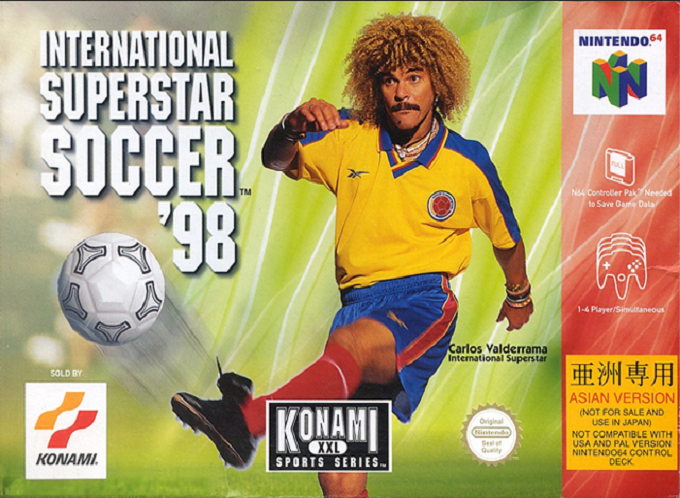 INTERNATIONAL
SUPERSTAR
SOCCER™
'98
NINTENDO⁶⁴
N64 Controller Pak™ Needed
to Save Game Data
1-4 Player/Simultaneous
Carlos Valderrama
International Superstar
SOLD BY
KONAMI®
KONAMI
XXL
SPORTS SERIES™
Original
Nintendo
Seal of
Quality
亜洲専用
ASIAN VERSION
(NOT FOR SALE AND
USE IN JAPAN)
NOT COMPATIBLE WITH
USA AND PAL VERSION
NINTENDO64 CONTROL
DECK.